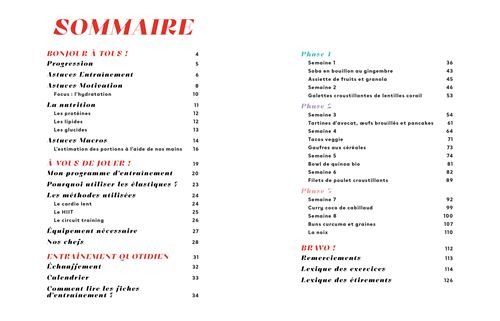 SOMMAIRE
BONJOUR À TOUS ! 4
Progression 5
Astuces Entraînement 6
Astuces Motivation 8
Focus : l'hydratation 10
La nutrition 11
Les protéines 12
Les lipides 12
Les glucides 13
Astuces Macros 14
L'estimation des portions à l'aide de nos mains 16
À VOUS DE JOUER ! 19
Mon programme d'entraînement 20
Pourquoi utiliser les élastiques ? 23
Les méthodes utilisées 24
Le cardio lent 24
Le HIIT 25
Le circuit training 26
Équipement nécessaire 27
Nos chefs 28
ENTRAÎNEMENT QUOTIDIEN 31
Échauffement 32
Calendrier 33
Comment lire les fiches
d'entraînement ? 34
Phase 1
Semaine 1 36
Soba en bouillon au gingembre 43
Assiette de fruits et granola 45
Semaine 2 46
Galettes croustillantes de lentilles corail 53
Phase 2
Semaine 3 54
Tartines d'avocat, œufs brouillés et pancakes 61
Semaine 4 64
Tacos veggie 71
Gaufres aux céréales 73
Semaine 5 74
Bowl de quinoa bio 81
Semaine 6 82
Filets de poulet croustillants 89
Phase 3
Semaine 7 92
Curry coco de cabillaud 99
Semaine 8 100
Buns curcuma et graines 107
La noix 110
BRAVO ! 112
Remerciements 113
Lexique des exercices 114
Lexique des étirements 126